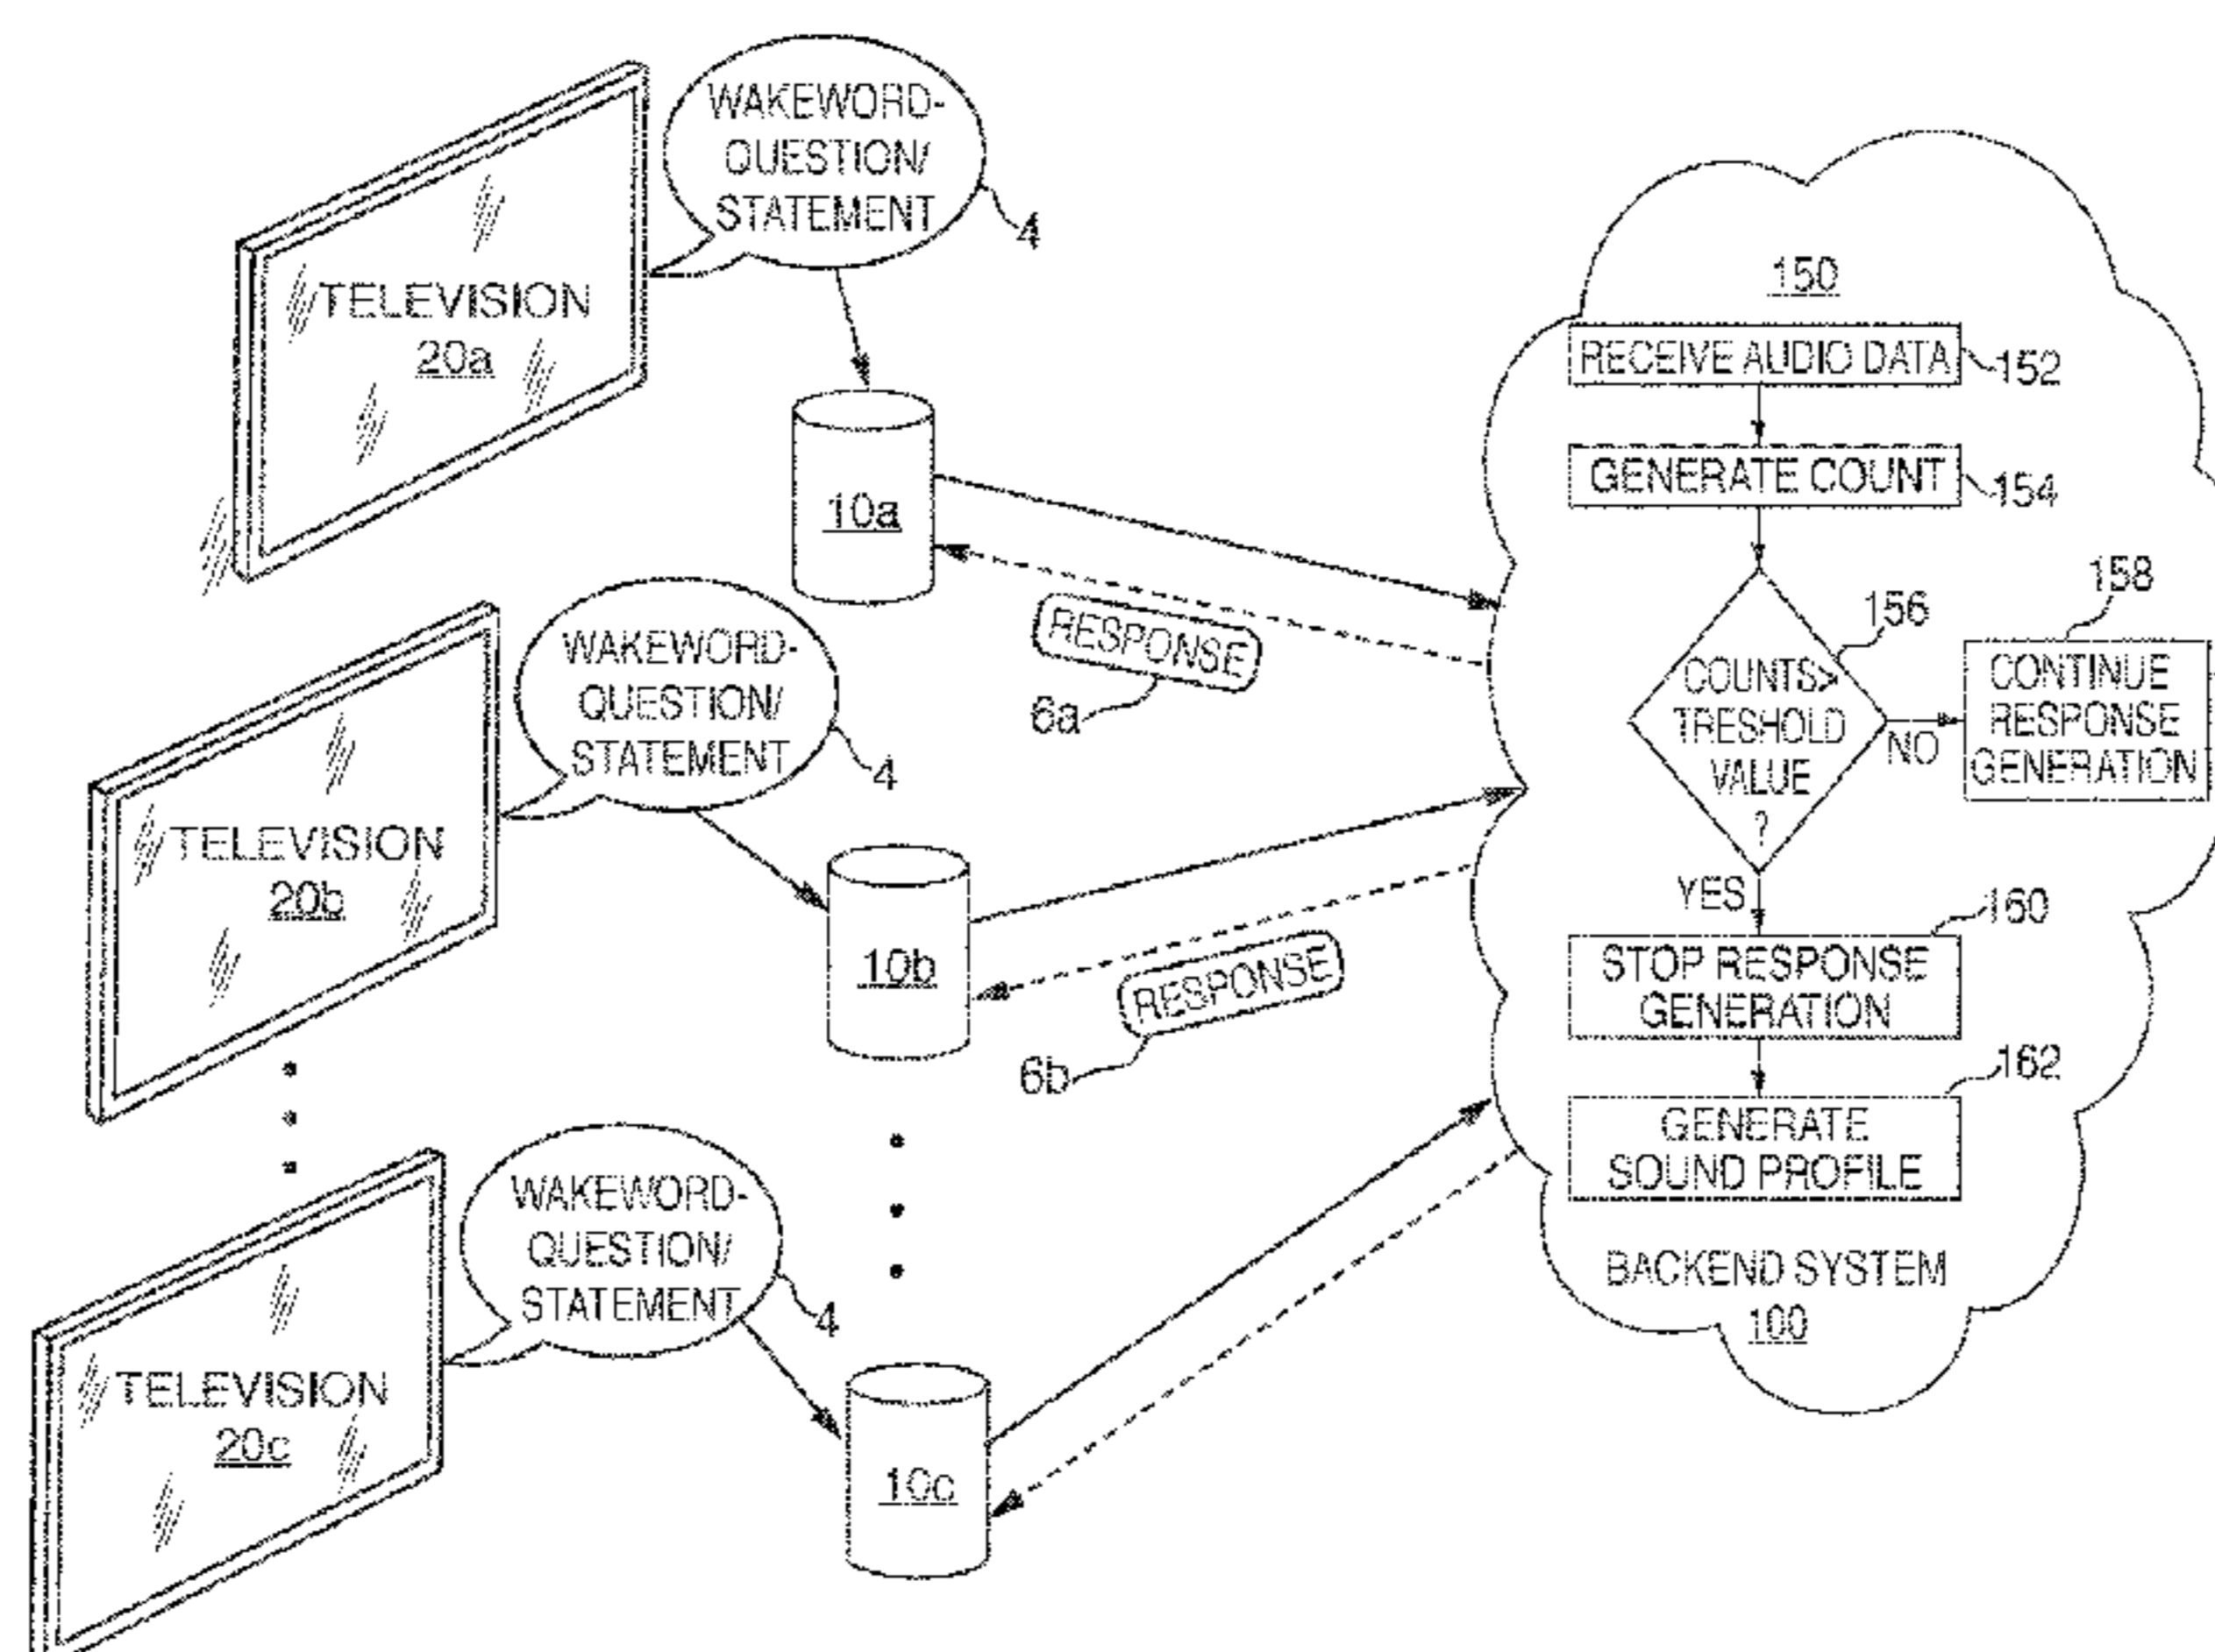 WAKEWORD-
QUESTION/
STATEMENT
4
TELEVISION
20a
10a
RESPONSE
6a
WAKEWORD-
QUESTION/
STATEMENT
4
TELEVISION
20b
10b
RESPONSE
6b
WAKEWORD-
QUESTION/
STATEMENT
4
TELEVISION
20c
10c
150
RECEIVE AUDIO DATA
152
GENERATE COUNT
154
156
COUNTS>
TRESHOLD
VALUE
?
NO
158
CONTINUE
RESPONSE
GENERATION
YES
160
STOP RESPONSE
GENERATION
162
GENERATE
SOUND PROFILE
BACKEND SYSTEM
100